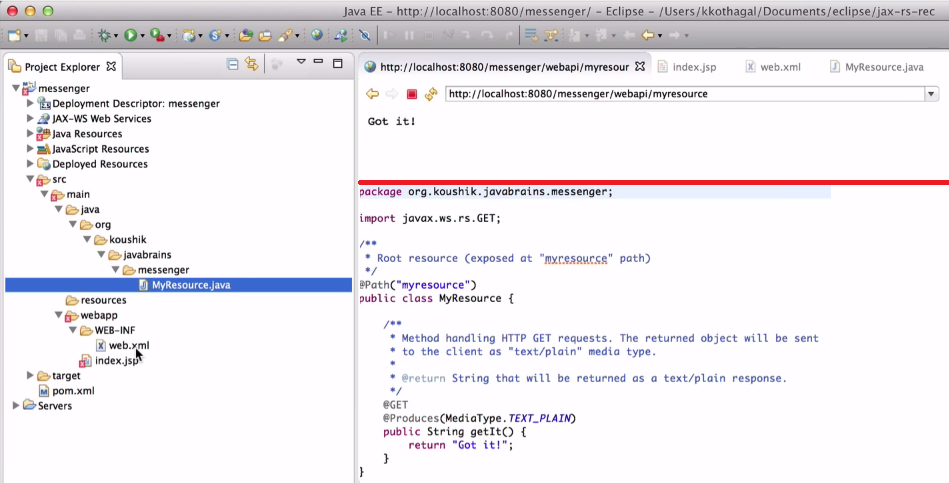 Java EE - http://localhost:8080/messenger/ - Eclipse - /Users/kkothagal/Documents/eclipse/jax-rs-rec
Project Explorer
messenger
Deployment Descriptor: messenger
JAX-WS Web Services
Java Resources
JavaScript Resources
Deployed Resources
src
main
java
org
koushik
javabrains
messenger
MyResource.java
resources
webapp
WEB-INF
web.xml
index.jsp
target
pom.xml
Servers
http://localhost:8080/messenger/webapi/myresour
index.jsp
web.xml
MyResource.java
http://localhost:8080/messenger/webapi/myresource
Got it!
package org.koushik.javabrains.messenger;
import javax.ws.rs.GET;
/**
* Root resource (exposed at "myresource" path)
*/
@Path("myresource")
public class MyResource {
/**
* Method handling HTTP GET requests. The returned object will be sent
* to the client as "text/plain" media type.
*
* @return String that will be returned as a text/plain response.
*/
@GET
@Produces(MediaType.TEXT_PLAIN)
public String getIt() {
return "Got it!";
}
}